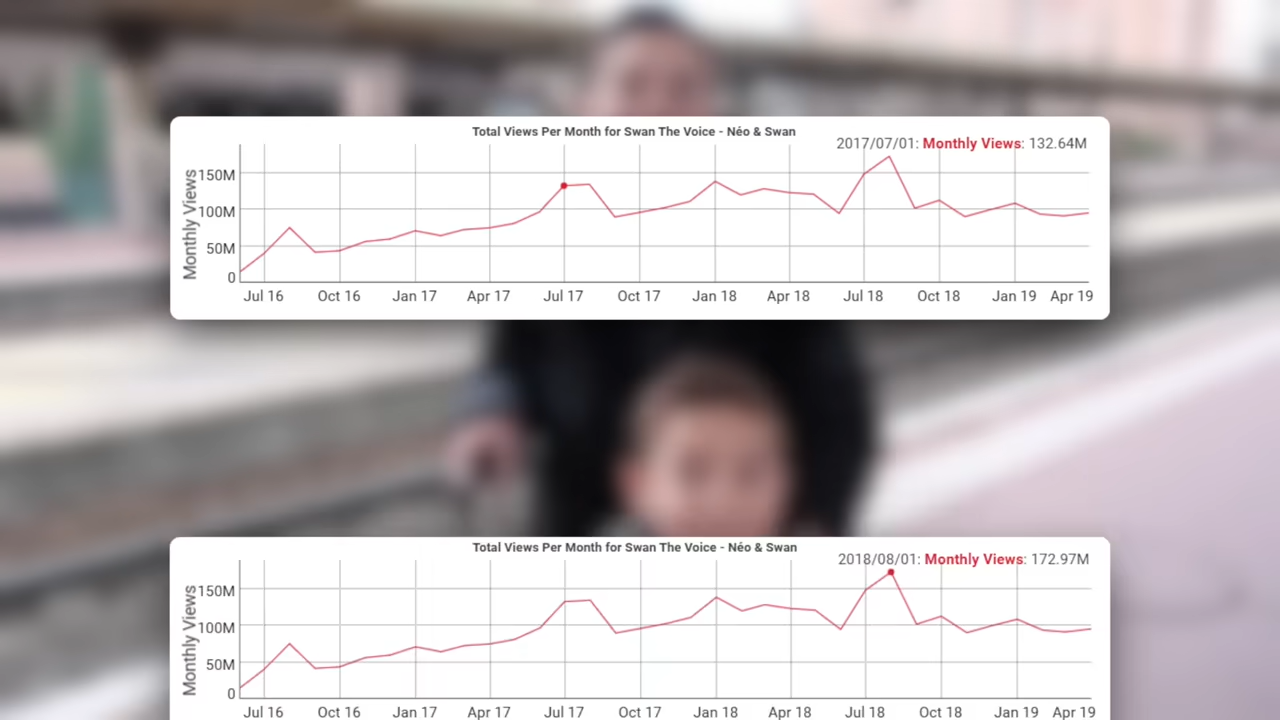 Total Views Per Month for Swan The Voice - Néo & Swan
2017/07/01: Monthly Views: 132.64M
Monthly Views
150M
100M
50M
0
Jul 16 Oct 16 Jan 17 Apr 17 Jul 17 Oct 17 Jan 18 Apr 18 Jul 18 Oct 18 Jan 19 Apr 19
Total Views Per Month for Swan The Voice - Néo & Swan
2018/08/01: Monthly Views: 172.97M
Monthly Views
150M
100M
50M
0
Jul 16 Oct 16 Jan 17 Apr 17 Jul 17 Oct 17 Jan 18 Apr 18 Jul 18 Oct 18 Jan 19 Apr 19